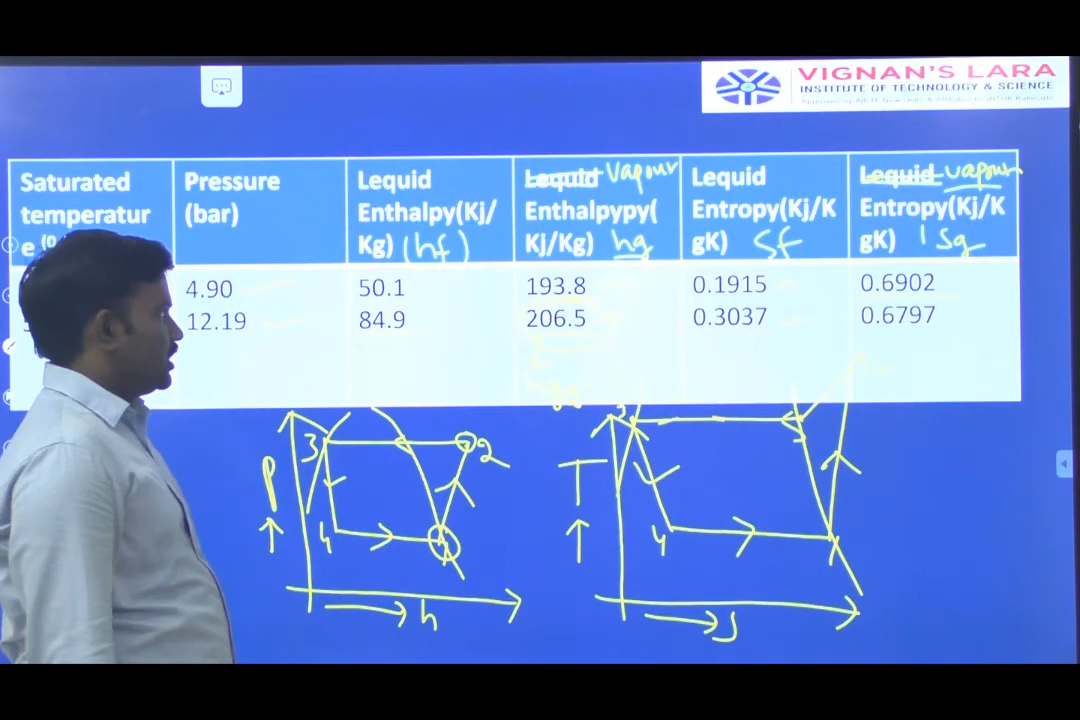 VIGNAN'S LARA
INSTITUTE OF TECHNOLOGY & SCIENCE
Saturated
temperatur
e (0
Pressure
(bar)
Lequid
Enthalpy(Kj/
Kg) (hf)
Lequid Vapour
Enthalpypy(
Kj/Kg) hg
Lequid
Entropy(Kj/K
gK) Sf
Lequid vapour
Entropy(Kj/K
gK) Sg
4.90 50.1 193.8 0.1915 0.6902
12.19 84.9 206.5 0.3037 0.6797
P
3
2
4
1
h
T
3
4
1
s